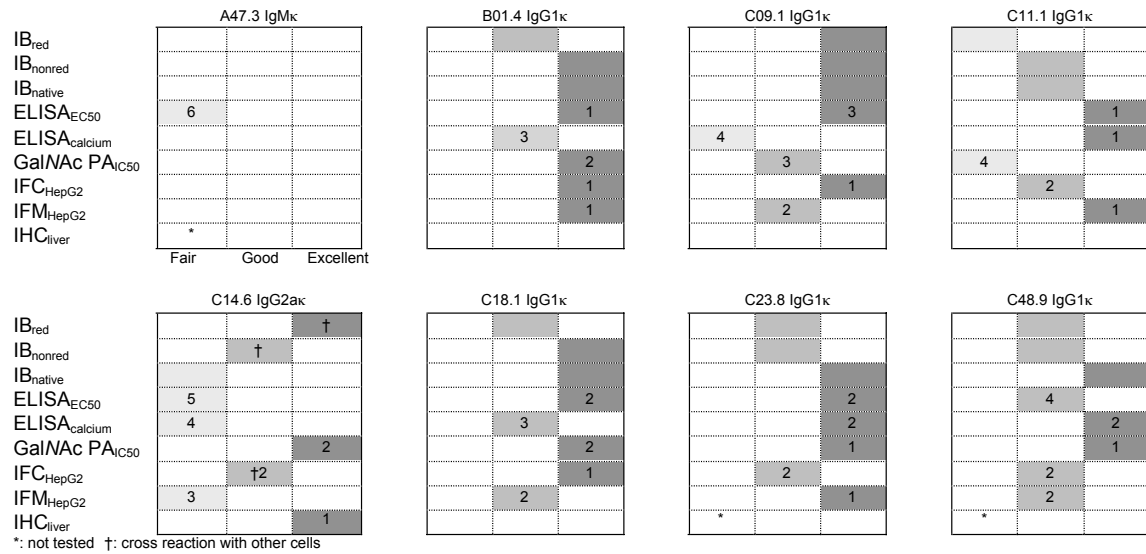 A47.3 IgMκ B01.4 IgG1κ C09.1 IgG1κ C11.1 IgG1κ
IBred
IBnonred
IBnative
ELISAEC50 6 1 3 1
ELISAcalcium 3 4 1
GalNAc PAIC50 2 3 4
IFCHepG2 1 1 2
IFMHepG2 1 2 1
IHCliver *
Fair Good Excellent
C14.6 IgG2aκ C18.1 IgG1κ C23.8 IgG1κ C48.9 IgG1κ
IBred †
IBnonred †
IBnative
ELISAEC50 5 2 2 4
ELISAcalcium 4 3 2 2
GalNAc PAIC50 2 2 1 1
IFCHepG2 †2 1 2 2
IFMHepG2 3 2 1 2
IHCliver 1 * *
*: not tested †: cross reaction with other cells